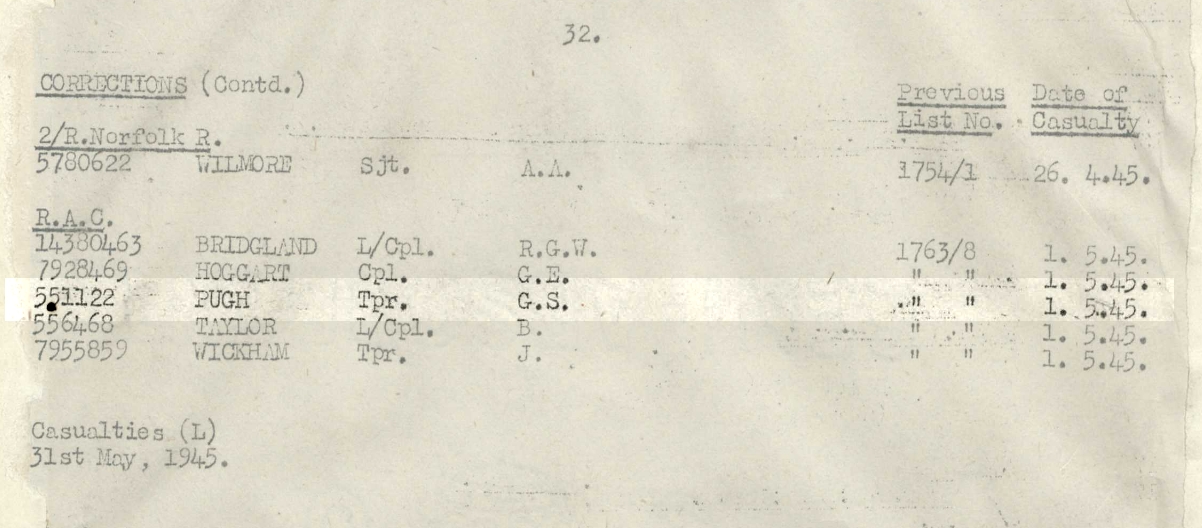 32.
CORRECTIONS (Contd.)
Previous Date of
List No. Casualty
2/R.Norfolk R.
5780622 WILMORE Sjt. A.A. 1754/1 26. 4.45.
R.A.C.
14380463 BRIDGLAND L/Cpl. R.G.W. 1763/8 1. 5.45.
7928469 HOGGART Cpl. G.E. " " 1. 5.45.
551122 PUGH Tpr. G.S. " " 1. 5.45.
556468 TAYLOR L/Cpl. B. " " 1. 5.45.
7955859 WICKHAM Tpr. J. " " 1. 5.45.
Casualties (L)
31st May, 1945.